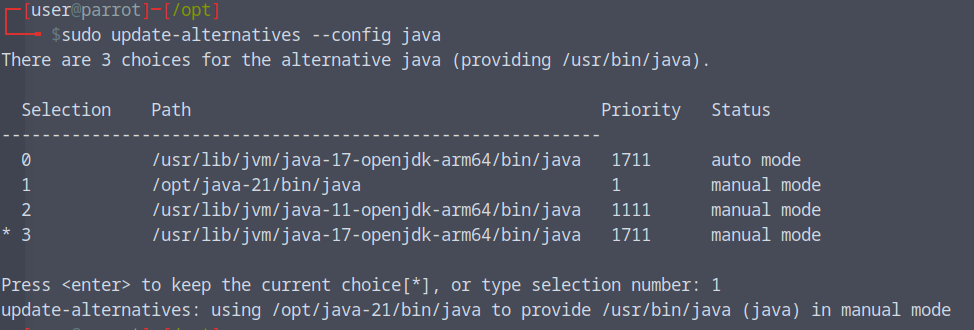 [user@parrot]-[/opt]
$sudo update-alternatives --config java
There are 3 choices for the alternative java (providing /usr/bin/java).
Selection Path Priority Status
------------------------------------------------------------
0 /usr/lib/jvm/java-17-openjdk-arm64/bin/java 1711 auto mode
1 /opt/java-21/bin/java 1 manual mode
2 /usr/lib/jvm/java-11-openjdk-arm64/bin/java 1111 manual mode
* 3 /usr/lib/jvm/java-17-openjdk-arm64/bin/java 1711 manual mode
Press <enter> to keep the current choice[*], or type selection number: 1
update-alternatives: using /opt/java-21/bin/java to provide /usr/bin/java (java) in manual mode